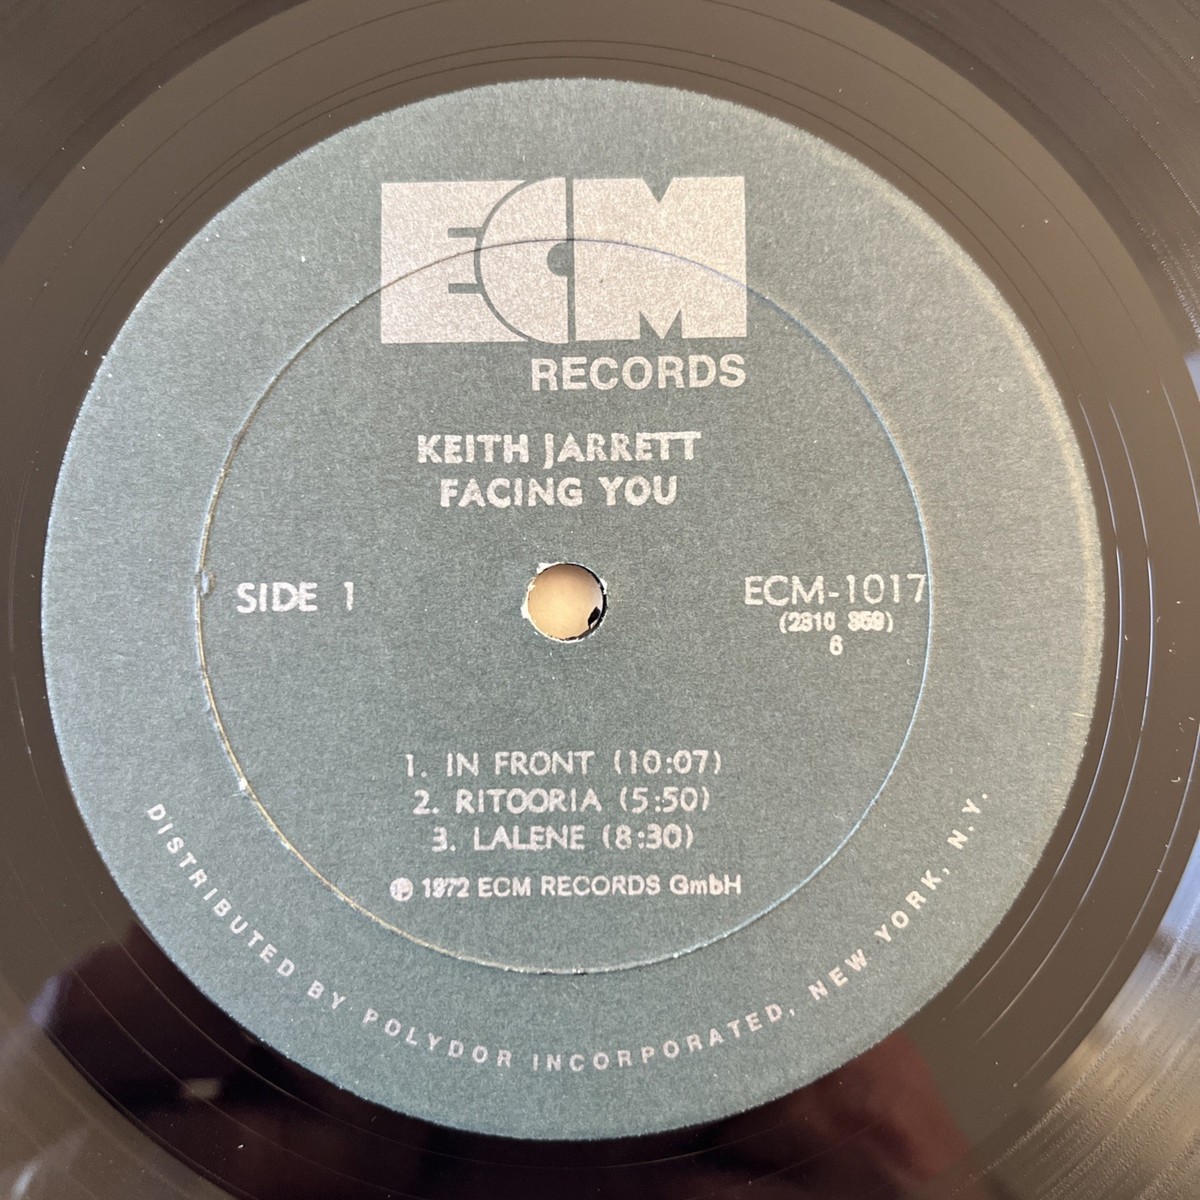 ECM
RECORDS
KEITH JARRETT
FACING YOU
SIDE 1
ECM-1017
(2310 359)
6
1. IN FRONT (10:07)
2. RITOORIA (5:50)
3. LALENE (8:30)
℗ 1972 ECM RECORDS GmbH
DISTRIBUTED BY POLYDOR INCORPORATED, NEW YORK, N.Y.